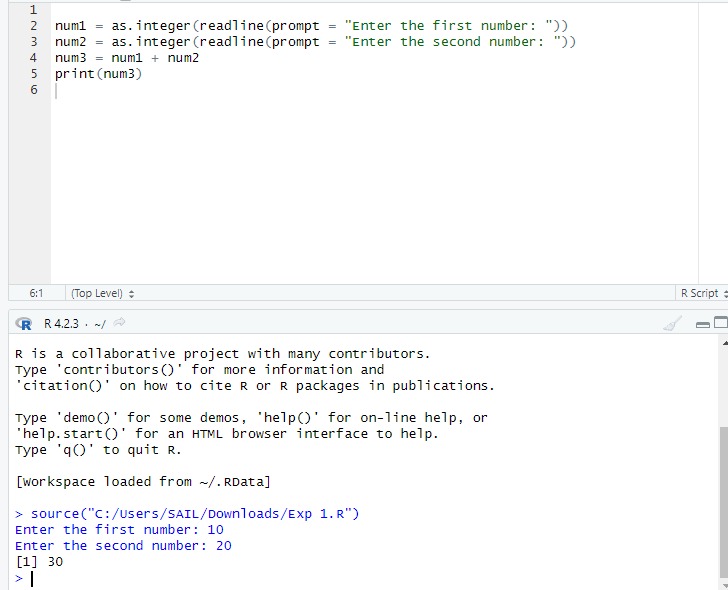 1
2 num1 = as.integer(readline(prompt = "Enter the first number: "))
3 num2 = as.integer(readline(prompt = "Enter the second number: "))
4 num3 = num1 + num2
5 print(num3)
6
6:1 (Top Level) R Script
R R 4.2.3 · ~/
R is a collaborative project with many contributors.
Type 'contributors()' for more information and
'citation()' on how to cite R or R packages in publications.
Type 'demo()' for some demos, 'help()' for on-line help, or
'help.start()' for an HTML browser interface to help.
Type 'q()' to quit R.
[Workspace loaded from ~/.RData]
> source("C:/Users/SAIL/Downloads/Exp 1.R")
Enter the first number: 10
Enter the second number: 20
[1] 30
>